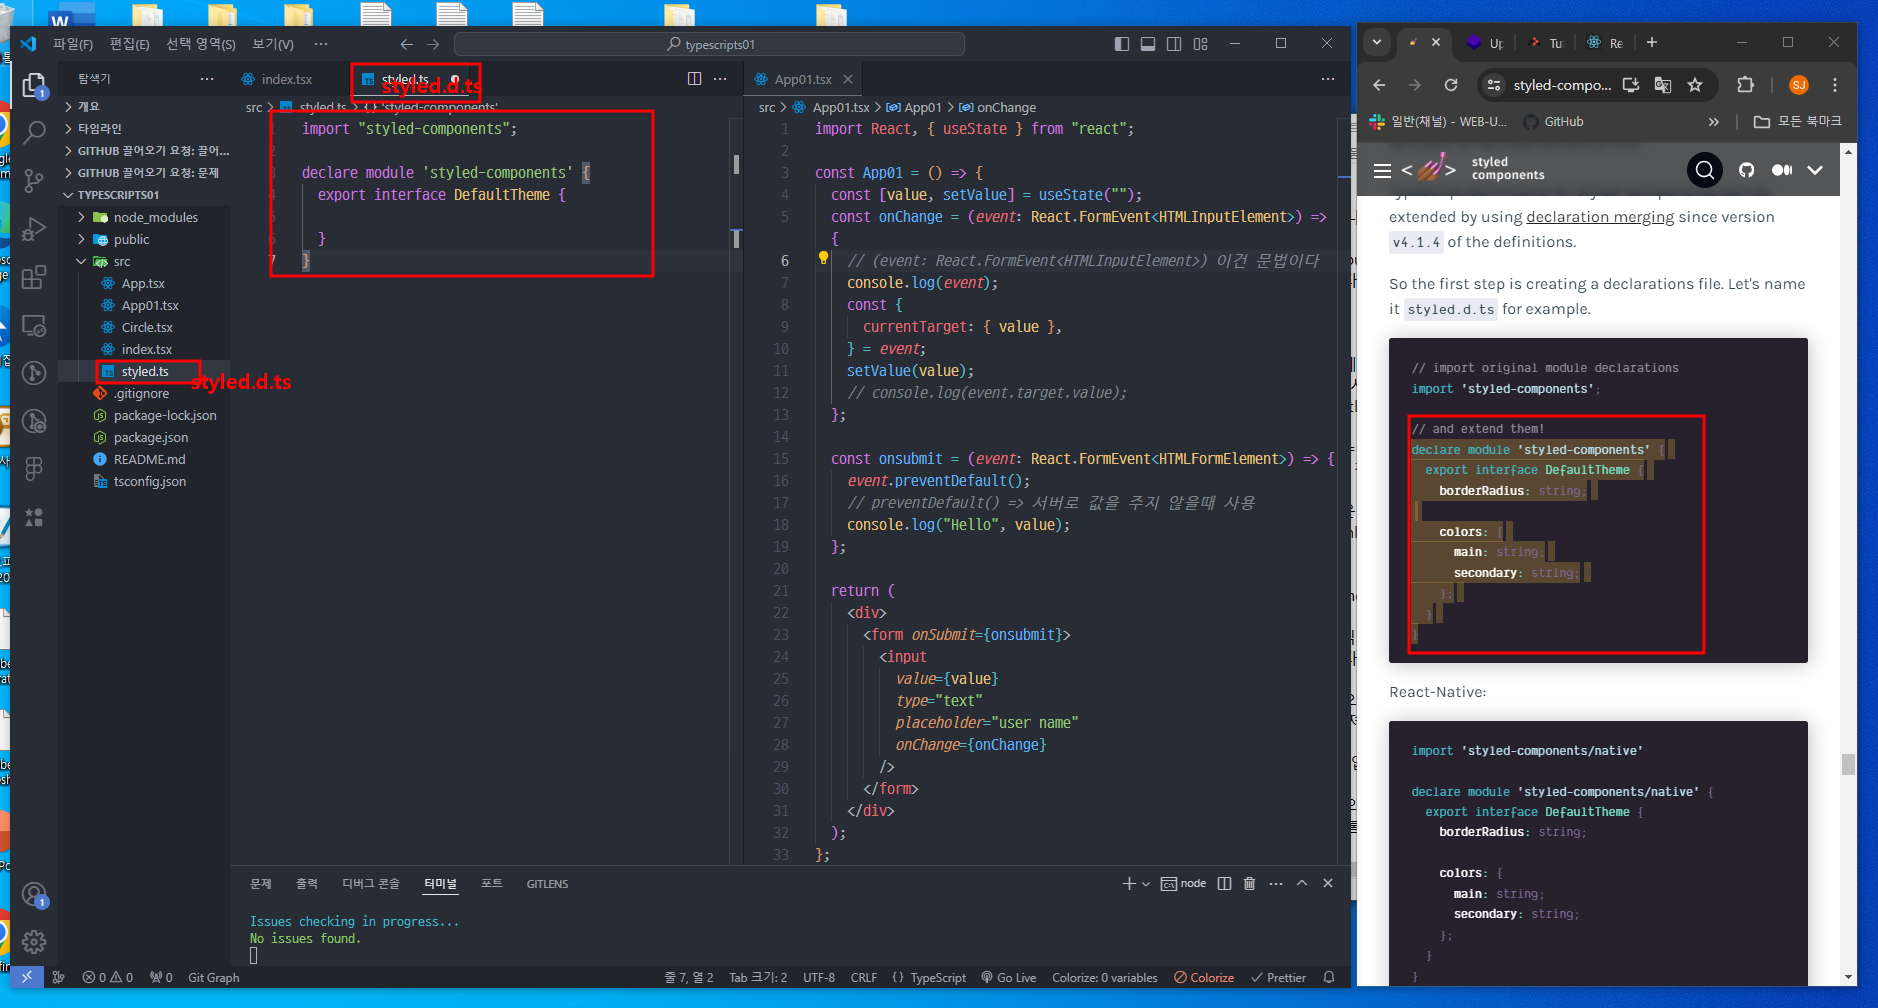 파일(F) 편집(E) 선택 영역(S) 보기(V) ··· typescripts01
탐색기 ···
개요
타임라인
GITHUB 끌어오기 요청: 끌어...
GITHUB 끌어오기 요청: 문제
TYPESCRIPTS01
node_modules
public
src
App.tsx
App01.tsx
Circle.tsx
index.tsx
styled.ts
styled.d.ts
.gitignore
package-lock.json
package.json
README.md
tsconfig.json
index.tsx styled.ts
styled.d.ts
src > styled.ts > {} 'styled-components'
import "styled-components";
declare module 'styled-components' {
export interface DefaultTheme {
}
7 }
App01.tsx
src > App01.tsx > App01 > onChange
1 import React, { useState } from "react";
2
3 const App01 = () => {
4 const [value, setValue] = useState("");
5 const onChange = (event: React.FormEvent<HTMLInputElement>) =>
{
6 // (event: React.FormEvent<HTMLInputElement>) 이건 문법이다
7 console.log(event);
8 const {
9 currentTarget: { value },
10 } = event;
11 setValue(value);
12 // console.log(event.target.value);
13 };
14
15 const onsubmit = (event: React.FormEvent<HTMLFormElement>) => {
16 event.preventDefault();
17 // preventDefault() => 서버로 값을 주지 않을때 사용
18 console.log("Hello", value);
19 };
20
21 return (
22 <div>
23 <form onSubmit={onsubmit}>
24 <input
25 value={value}
26 type="text"
27 placeholder="user name"
28 onChange={onChange}
29 />
30 </form>
31 </div>
32 );
33 };
문제 출력 디버그 콘솔 터미널 포트 GITLENS
node
Issues checking in progress...
No issues found.
0 0 0 Git Graph
줄 7, 열 2 Tab 크기: 2 UTF-8 CRLF {} TypeScript Go Live Colorize: 0 variables Colorize Prettier
Up Tu Re
styled-compo... SJ
일반(채널) - WEB-U... GitHub » 모든 북마크
styled
components
extended by using declaration merging since version
v4.1.4 of the definitions.
So the first step is creating a declarations file. Let's name
it styled.d.ts for example.
// import original module declarations
import 'styled-components';
// and extend them!
declare module 'styled-components' {
export interface DefaultTheme {
borderRadius: string;
colors: {
main: string;
secondary: string;
};
}
}
React-Native:
import 'styled-components/native'
declare module 'styled-components/native' {
export interface DefaultTheme {
borderRadius: string;
colors: {
main: string;
secondary: string;
};
}
}